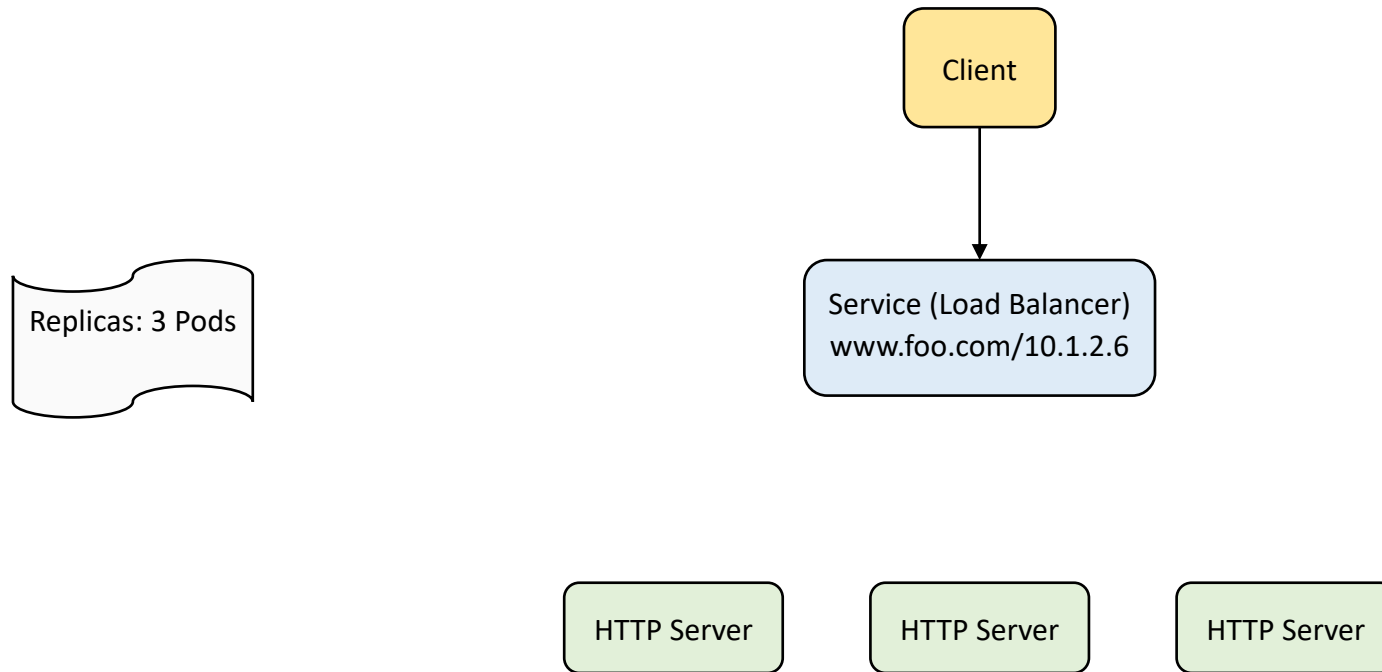 Client
Service (Load Balancer)
www.foo.com/10.1.2.6
Replicas: 3 Pods
HTTP Server
HTTP Server
HTTP Server